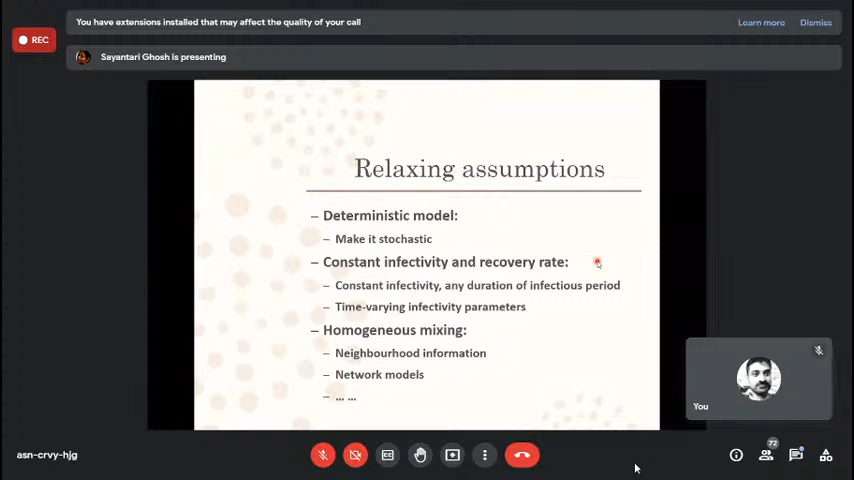 You have extensions installed that may affect the quality of your call
Learn more
Dismiss
REC
Sayantari Ghosh is presenting
Relaxing assumptions
– Deterministic model:
– Make it stochastic
– Constant infectivity and recovery rate:
– Constant infectivity, any duration of infectious period
– Time-varying infectivity parameters
– Homogeneous mixing:
– Neighbourhood information
– Network models
– ... ...
You
asn-crvy-hjg
72